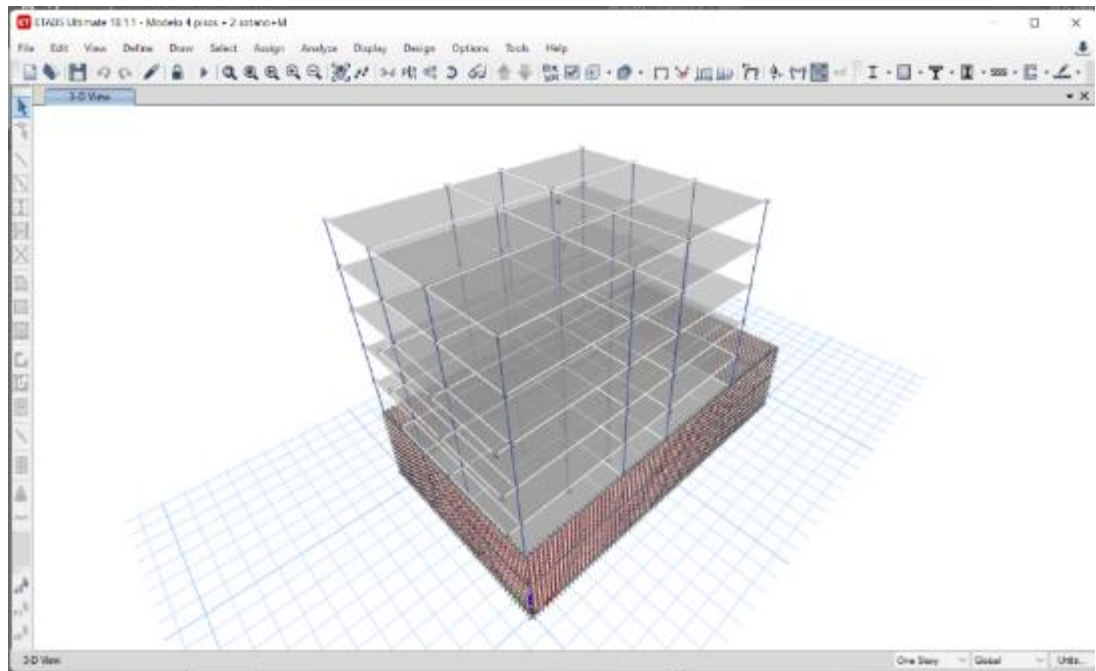 ETABS Ultimate 18.1.1 - Modelo 4 pisos + 2 sotano+M
File Edit View Define Draw Select Assign Analyze Display Design Options Tools Help
3-D View
3-D View One Story Global Units...